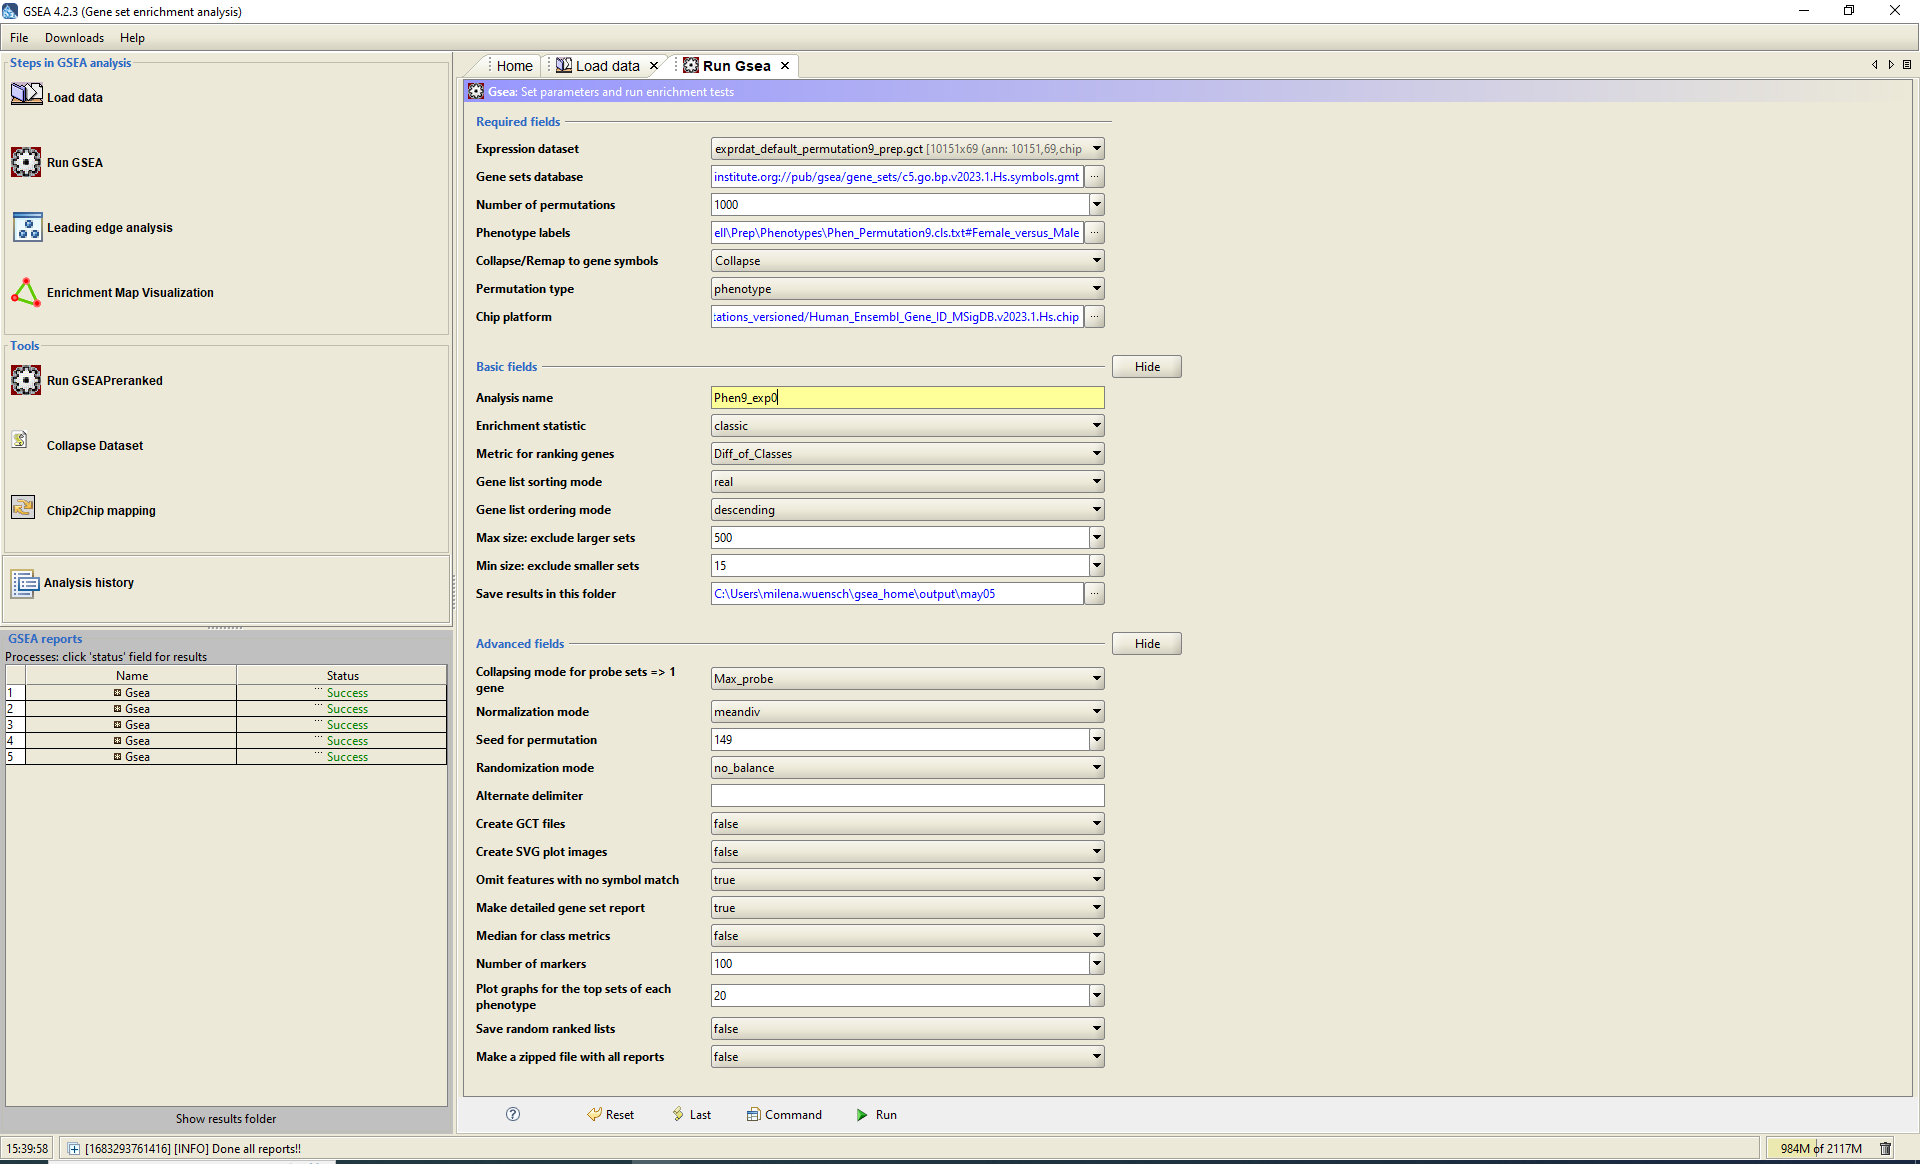 GSEA 4.2.3 (Gene set enrichment analysis)
File Downloads Help
Steps in GSEA analysis
Load data
Run GSEA
Leading edge analysis
Enrichment Map Visualization
Tools
Run GSEAPreranked
Collapse Dataset
Chip2Chip mapping
Analysis history
GSEA reports
Processes: click 'status' field for results
Name Status
1 Gsea ... Success
2 Gsea ... Success
3 Gsea ... Success
4 Gsea ... Success
5 Gsea ... Success
Show results folder
Home Load data Run Gsea
Gsea: Set parameters and run enrichment tests
Required fields
Expression dataset exprdat_default_permutation9_prep.gct [10151x69 (ann: 10151,69,chip
Gene sets database institute.org://pub/gsea/gene_sets/c5.go.bp.v2023.1.Hs.symbols.gmt ...
Number of permutations 1000
Phenotype labels ell\Prep\Phenotypes\Phen_Permutation9.cls.txt#Female_versus_Male ...
Collapse/Remap to gene symbols Collapse
Permutation type phenotype
Chip platform tations_versioned/Human_Ensembl_Gene_ID_MSigDB.v2023.1.Hs.chip ...
Basic fields Hide
Analysis name Phen9_exp0
Enrichment statistic classic
Metric for ranking genes Diff_of_Classes
Gene list sorting mode real
Gene list ordering mode descending
Max size: exclude larger sets 500
Min size: exclude smaller sets 15
Save results in this folder C:\Users\milena.wuensch\gsea_home\output\may05 ...
Advanced fields Hide
Collapsing mode for probe sets => 1
gene Max_probe
Normalization mode meandiv
Seed for permutation 149
Randomization mode no_balance
Alternate delimiter
Create GCT files false
Create SVG plot images false
Omit features with no symbol match true
Make detailed gene set report true
Median for class metrics false
Number of markers 100
Plot graphs for the top sets of each
phenotype 20
Save random ranked lists false
Make a zipped file with all reports false
? Reset Last Command Run
15:39:58 [1683293761416] [INFO] Done all reports!! 984M of 2117M